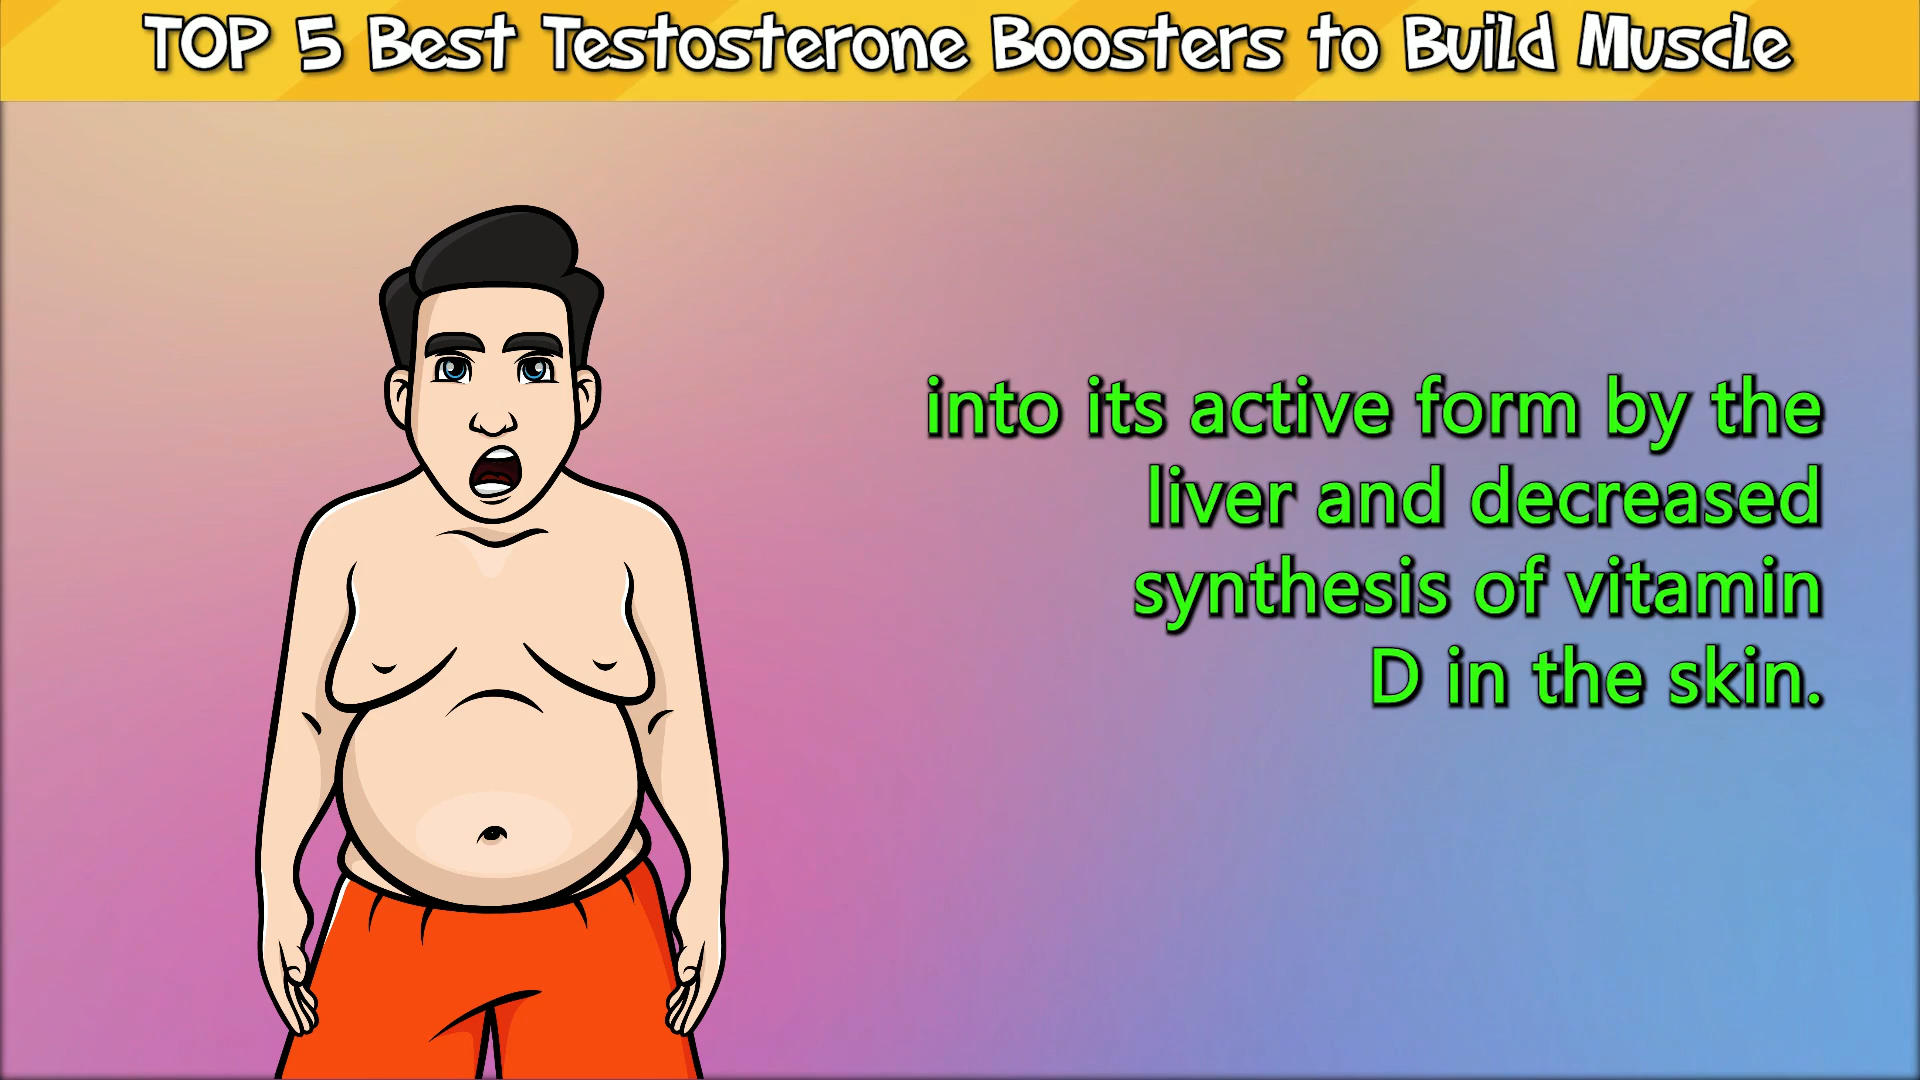 TOP 5 Best Testosterone Boosters to Build Muscle
into its active form by the
liver and decreased
synthesis of vitamin
D in the skin.